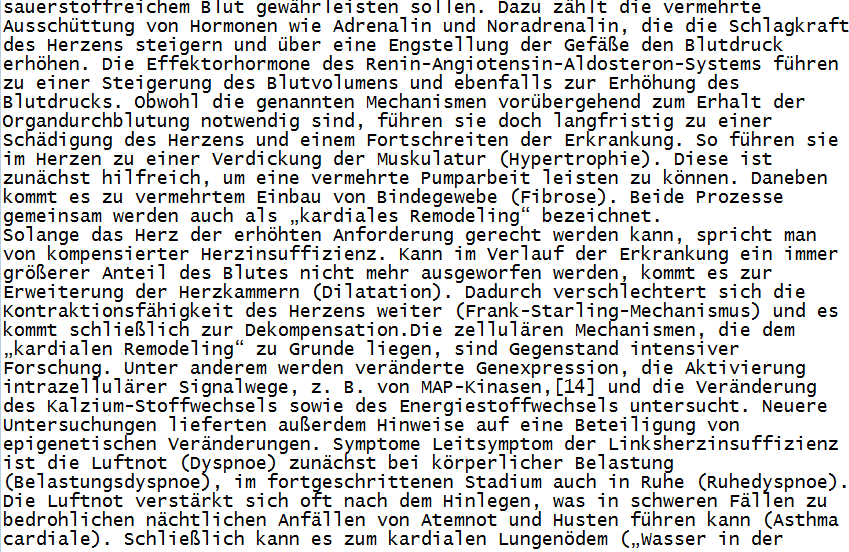 sauerstoffreichem Blut gewährleisten sollen. Dazu zählt die vermehrte
Ausschüttung von Hormonen wie Adrenalin und Noradrenalin, die die Schlagkraft
des Herzens steigern und über eine Engstellung der Gefäße den Blutdruck
erhöhen. Die Effektorhormone des Renin-Angiotensin-Aldosteron-Systems führen
zu einer Steigerung des Blutvolumens und ebenfalls zur Erhöhung des
Blutdrucks. Obwohl die genannten Mechanismen vorübergehend zum Erhalt der
Organdurchblutung notwendig sind, führen sie doch langfristig zu einer
Schädigung des Herzens und einem Fortschreiten der Erkrankung. So führen sie
im Herzen zu einer Verdickung der Muskulatur (Hypertrophie). Diese ist
zunächst hilfreich, um eine vermehrte Pumparbeit leisten zu können. Daneben
kommt es zu vermehrtem Einbau von Bindegewebe (Fibrose). Beide Prozesse
gemeinsam werden auch als „kardiales Remodeling“ bezeichnet.
Solange das Herz der erhöhten Anforderung gerecht werden kann, spricht man
von kompensierter Herzinsuffizienz. Kann im Verlauf der Erkrankung ein immer
größerer Anteil des Blutes nicht mehr ausgeworfen werden, kommt es zur
Erweiterung der Herzkammern (Dilatation). Dadurch verschlechtert sich die
Kontraktionsfähigkeit des Herzens weiter (Frank-Starling-Mechanismus) und es
kommt schließlich zur Dekompensation.Die zellulären Mechanismen, die dem
„kardialen Remodeling“ zu Grunde liegen, sind Gegenstand intensiver
Forschung. Unter anderem werden veränderte Genexpression, die Aktivierung
intrazellulärer Signalwege, z. B. von MAP-Kinasen,[14] und die Veränderung
des Kalzium-Stoffwechsels sowie des Energiestoffwechsels untersucht. Neuere
Untersuchungen lieferten außerdem Hinweise auf eine Beteiligung von
epigenetischen Veränderungen. Symptome Leitsymptom der Linksherzinsuffizienz
ist die Luftnot (Dyspnoe) zunächst bei körperlicher Belastung
(Belastungsdyspnoe), im fortgeschrittenen Stadium auch in Ruhe (Ruhedyspnoe).
Die Luftnot verstärkt sich oft nach dem Hinlegen, was in schweren Fällen zu
bedrohlichen nächtlichen Anfällen von Atemnot und Husten führen kann (Asthma
cardiale). Schließlich kann es zum kardialen Lungenödem („Wasser in der